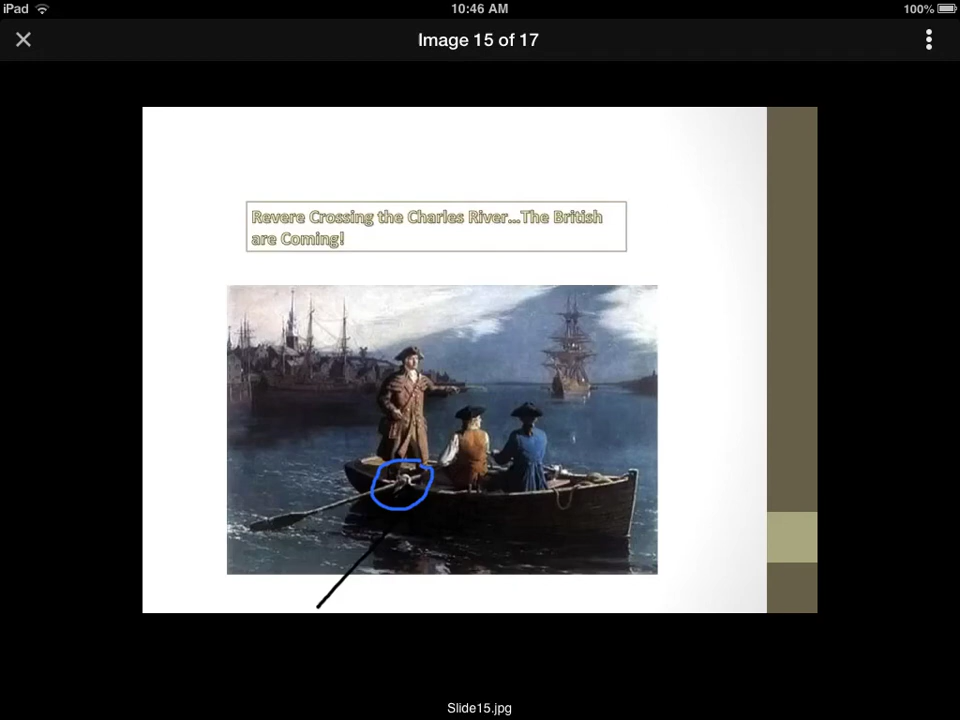 iPad
10:46 AM
100%
Image 15 of 17
Revere Crossing the Charles River...The British
are Coming!
Slide15.jpg